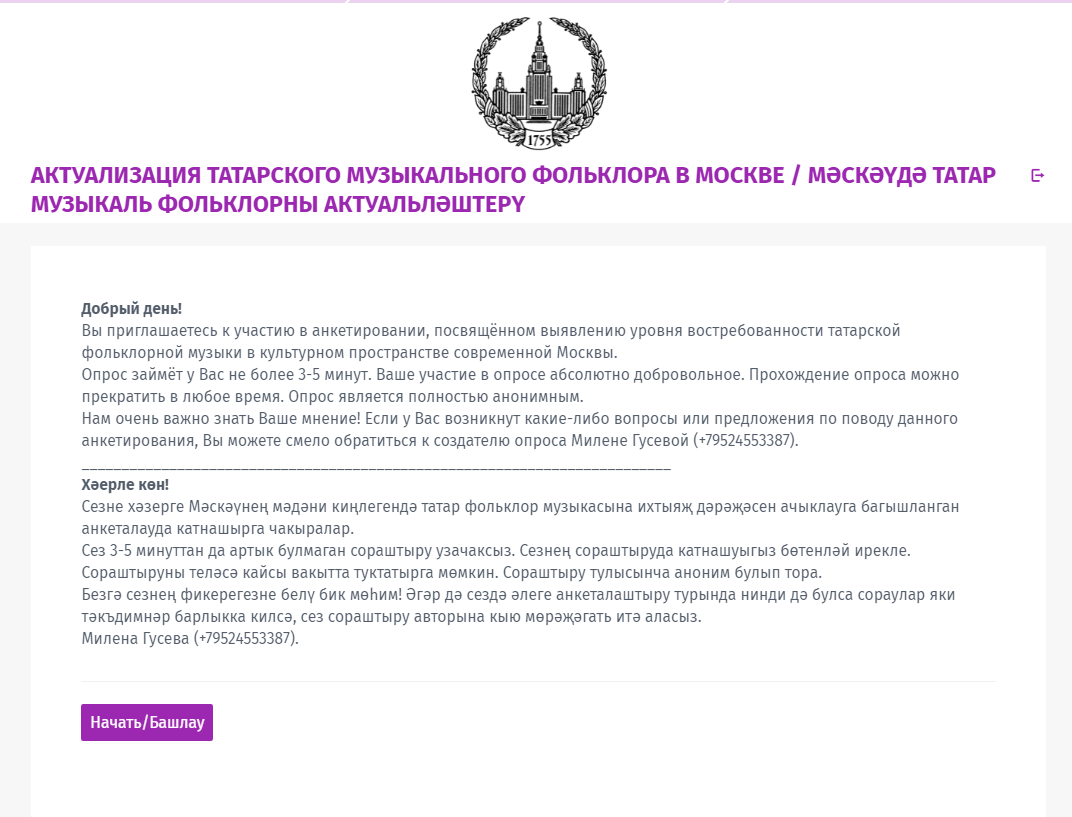 1755
АКТУАЛИЗАЦИЯ ТАТАРСКОГО МУЗЫКАЛЬНОГО ФОЛЬКЛОРА В МОСКВЕ / МӘСКӘҮДӘ ТАТАР
МУЗЫКАЛЬ ФОЛЬКЛОРНЫ АКТУАЛЬЛӘШТЕРҮ
Добрый день!
Вы приглашаетесь к участию в анкетировании, посвящённом выявлению уровня востребованности татарской
фольклорной музыки в культурном пространстве современной Москвы.
Опрос займёт у Вас не более 3-5 минут. Ваше участие в опросе абсолютно добровольное. Прохождение опроса можно
прекратить в любое время. Опрос является полностью анонимным.
Нам очень важно знать Ваше мнение! Если у Вас возникнут какие-либо вопросы или предложения по поводу данного
анкетирования, Вы можете смело обратиться к создателю опроса Милене Гусевой (+79524553387).
__________________________________________________________________________
Хәерле көн!
Сезне хәзерге Мәскәүнең мәдәни киңлегендә татар фольклор музыкасына ихтыяҗ дәрәҗәсен ачыклауга багышланган
анкеталауда катнашырга чакыралар.
Сез 3-5 минуттан да артык булмаган сораштыру узачаксыз. Сезнең сораштыруда катнашуыгыз бөтенләй ирекле.
Сораштыруны теләсә кайсы вакытта туктатырга мөмкин. Сораштыру тулысынча аноним булып тора.
Безгә сезнең фикерегезне белү бик мөһим! Әгәр дә сездә әлеге анкеталаштыру турында нинди дә булса сораулар яки
тәкъдимнәр барлыкка килсә, сез сораштыру авторына кыю мөрәҗәгать итә аласыз.
Милена Гусева (+79524553387).
Начать/Башлау